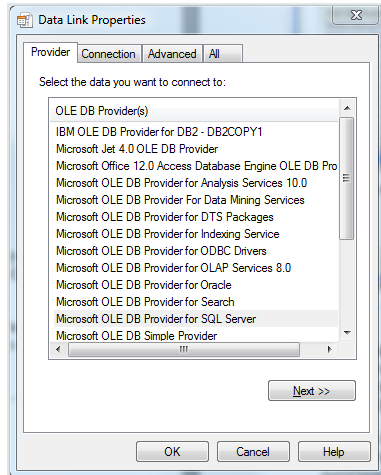 Data Link Properties
x
Provider Connection Advanced All
Select the data you want to connect to:
OLE DB Provider(s)
IBM OLE DB Provider for DB2 - DB2COPY1
Microsoft Jet 4.0 OLE DB Provider
Microsoft Office 12.0 Access Database Engine OLE DB Pro
Microsoft OLE DB Provider for Analysis Services 10.0
Microsoft OLE DB Provider For Data Mining Services
Microsoft OLE DB Provider for DTS Packages
Microsoft OLE DB Provider for Indexing Service
Microsoft OLE DB Provider for ODBC Drivers
Microsoft OLE DB Provider for OLAP Services 8.0
Microsoft OLE DB Provider for Oracle
Microsoft OLE DB Provider for Search
Microsoft OLE DB Provider for SQL Server
Microsoft OLE DB Simple Provider
Next >>
OK Cancel Help